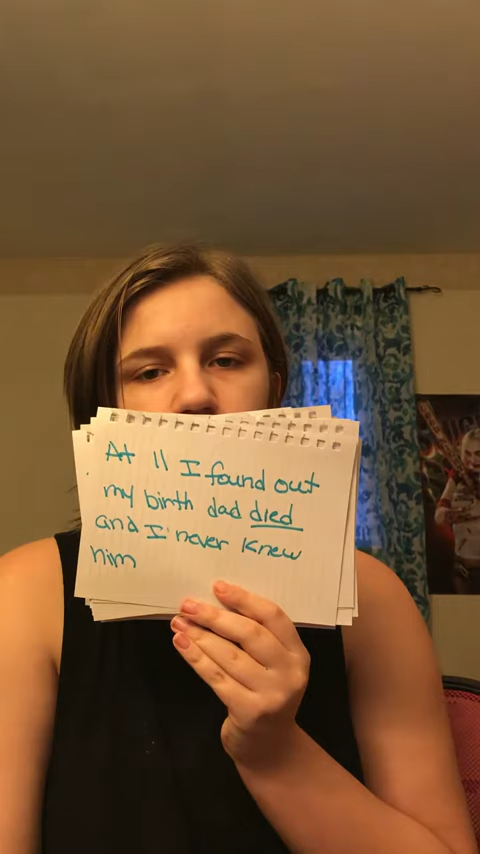 At 11 I found out
my birth dad died
and I never knew
him